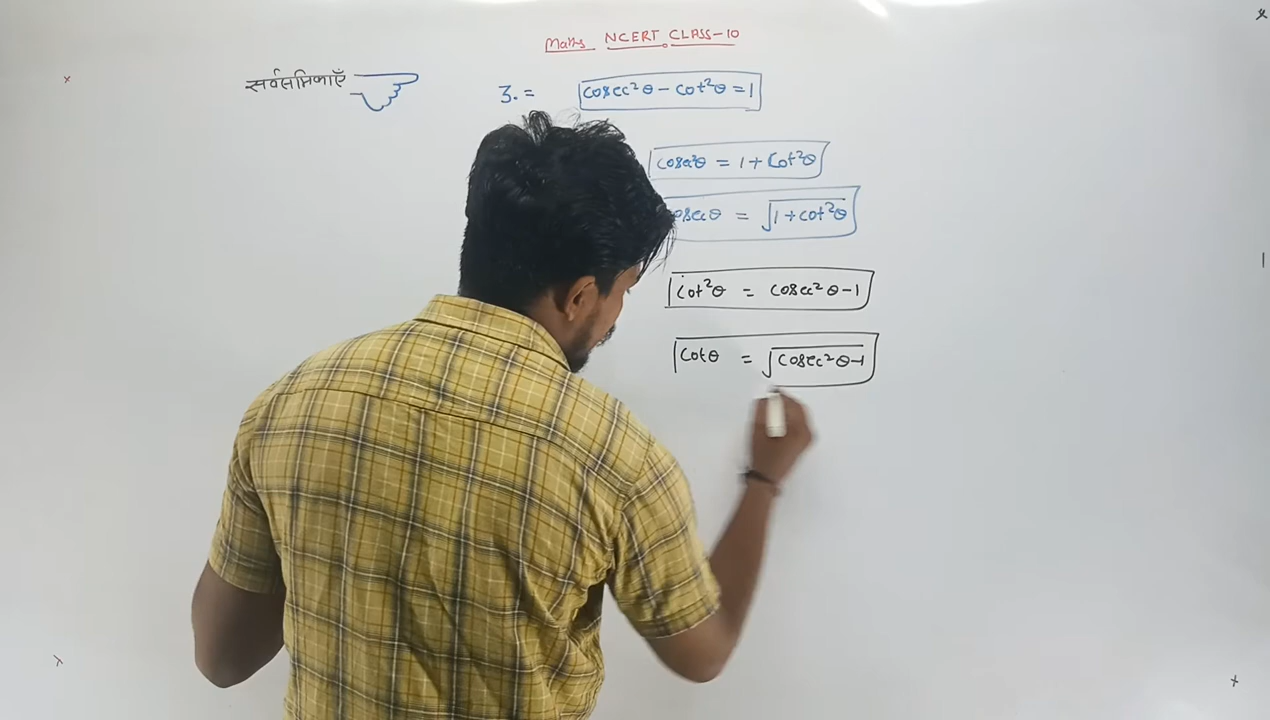 Maths NCERT CLASS-10
सर्वसमिकाएँ
3.= cosec²θ - cot²θ = 1
cosec²θ = 1 + cot²θ
cosecθ = √1+cot²θ
cot²θ = cosec²θ-1
cotθ = √cosec²θ-1